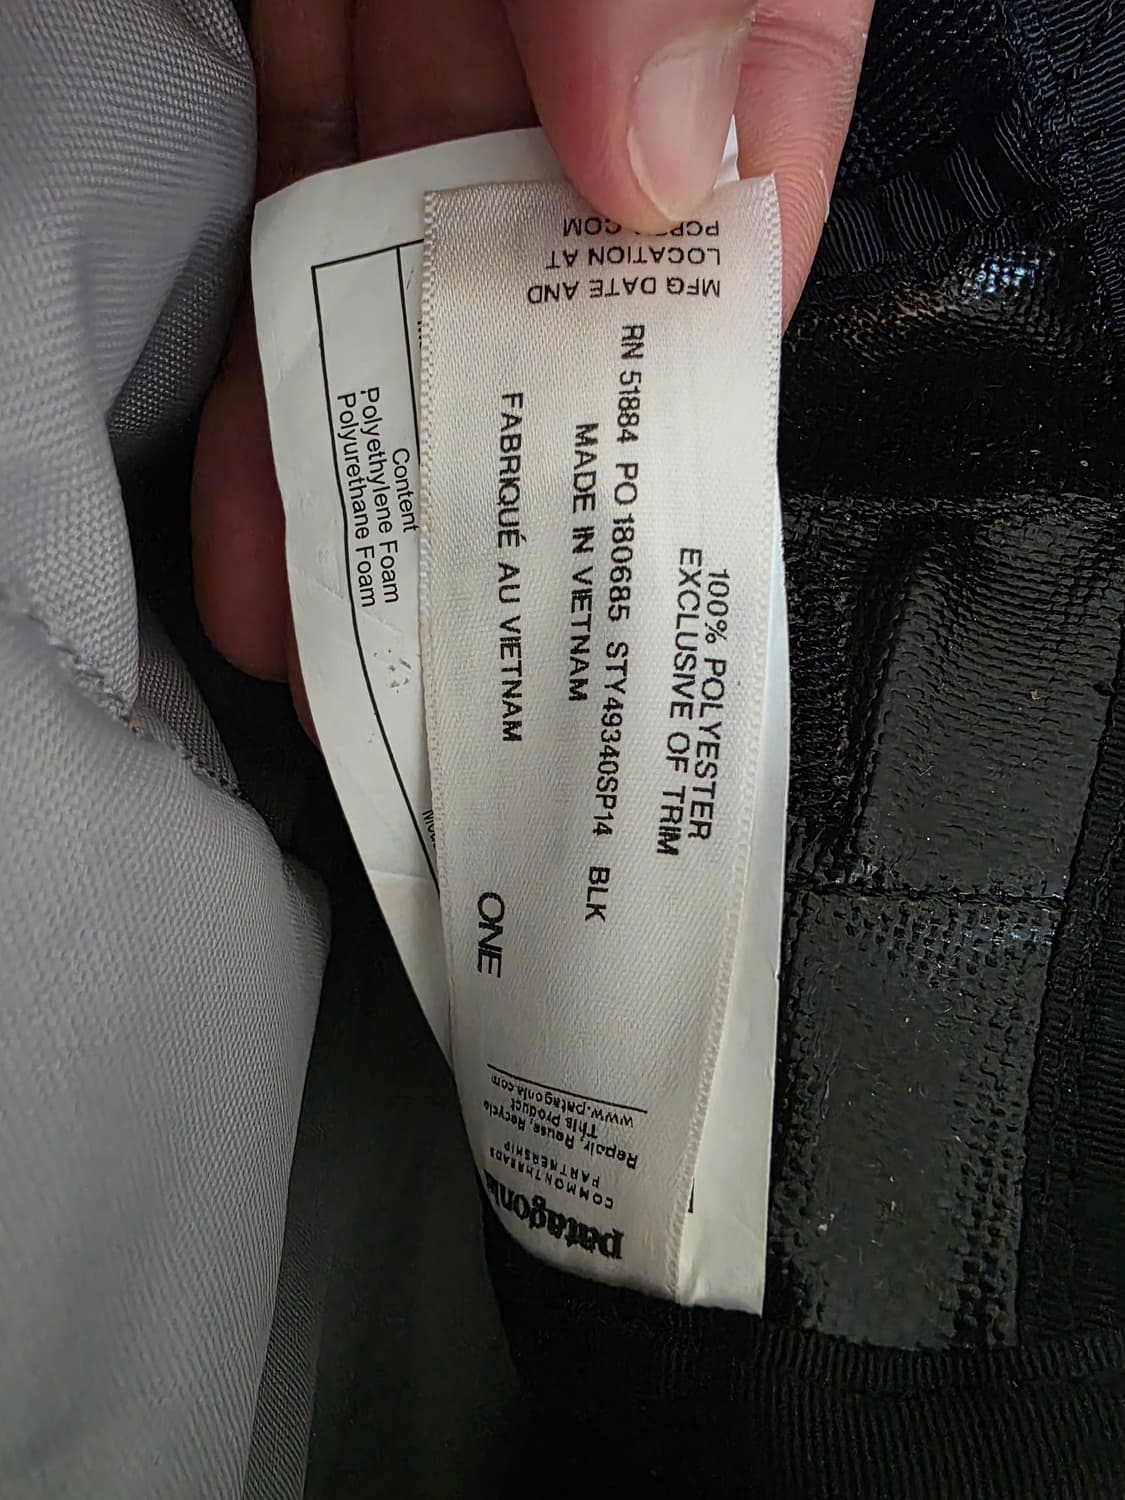 patagonia
COMMON THREADS
PARTNERSHIP
Repair, Reuse, Recycle
This Product
www.patagonia.com
100% POLYESTER
EXCLUSIVE OF TRIM
RN 51884 PO 180685 STY49340SP14 BLK
MADE IN VIETNAM
FABRIQUÉ AU VIETNAM
ONE
MFG DATE AND
LOCATION AT
COM
Content
Polyethylene Foam
Polyurethane Foam